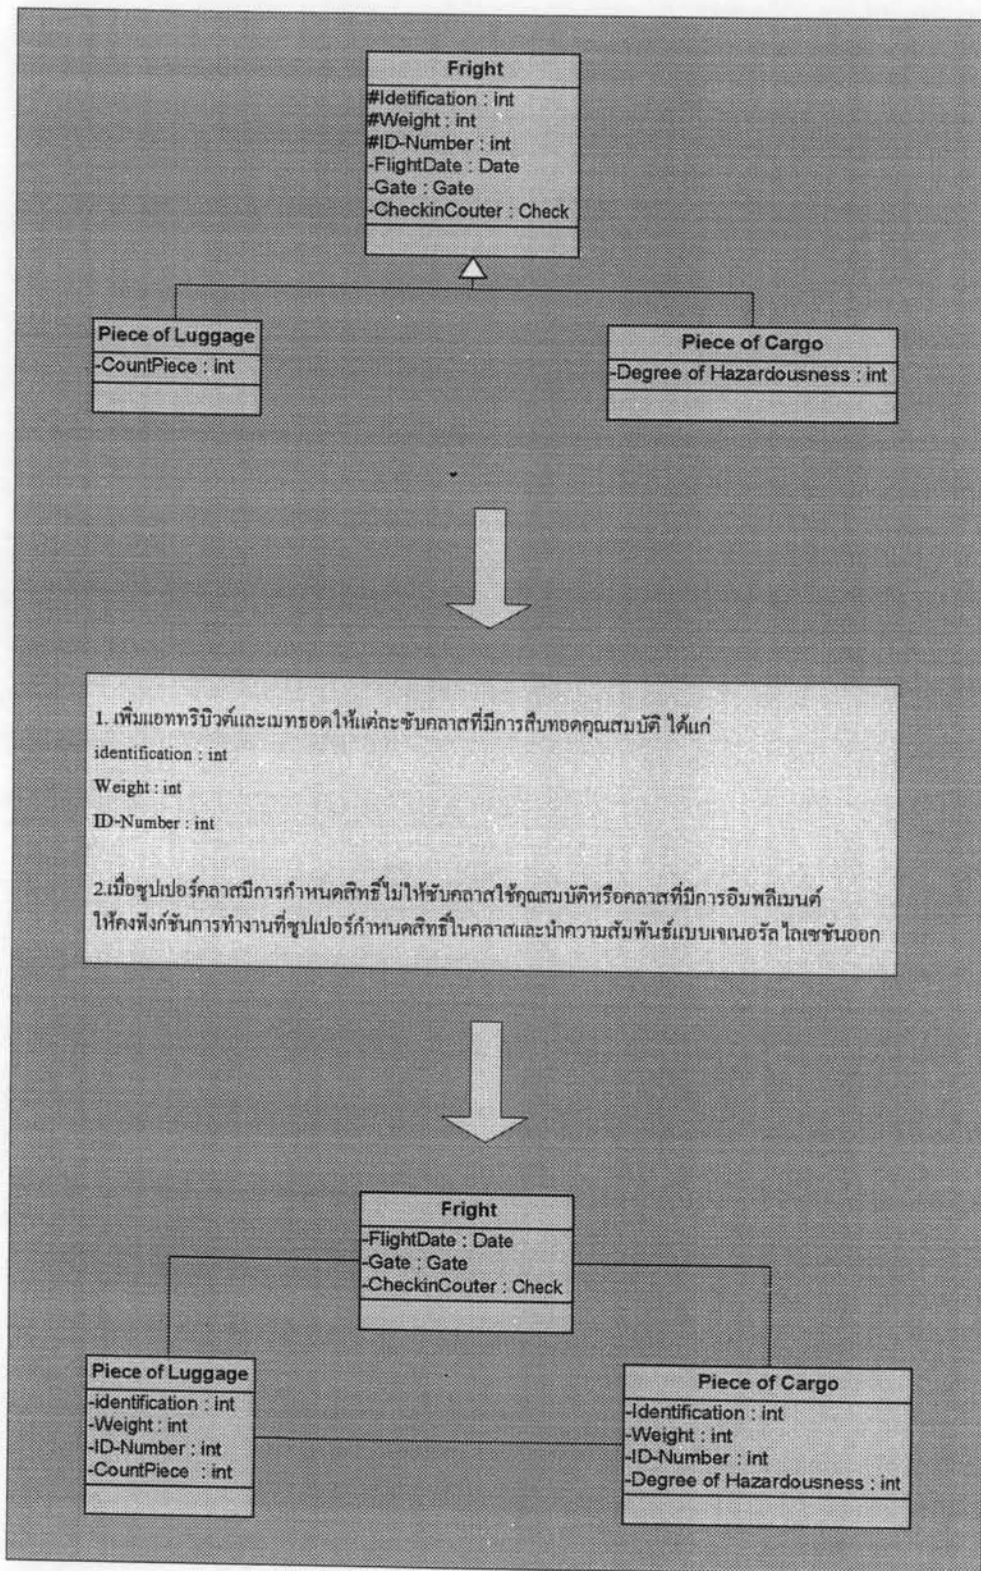 Fright
#Idetification : int
#Weight : int
#ID-Number : int
-FlightDate : Date
-Gate : Gate
-CheckinCouter : Check
Piece of Luggage
-CountPiece : int
Piece of Cargo
-Degree of Hazardousness : int
1. เพิ่มแอททริบิวต์และเมทธอดให้แต่ละซับคลาสที่มีการสืบทอดคุณสมบัติ ได้แก่
identification : int
Weight : int
ID-Number : int
2.เมื่อซุปเปอร์คลาสมีการกำหนดสิทธิ์ไม่ให้ซับคลาสใช้คุณสมบัติหรือคลาสที่มีการอิมพลีเมนต์
ให้คงฟังก์ชันการทำงานที่ซุปเปอร์กำหนดสิทธิ์ในคลาสและนำความสัมพันธ์แบบเจเนอรัลไลเซชันออก
Fright
-FlightDate : Date
-Gate : Gate
-CheckinCouter : Check
Piece of Luggage
-identification : int
-Weight : int
-ID-Number : int
-CountPiece : int
Piece of Cargo
-Identification : int
-Weight : int
-ID-Number : int
-Degree of Hazardousness : int